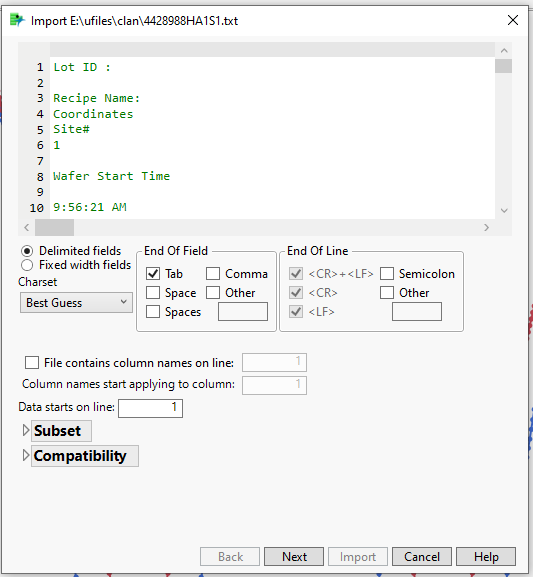 Import E:\ufiles\clan\4428988HA1S1.txt
1 Lot ID :
2
3 Recipe Name:
4 Coordinates
5 Site#
6 1
7
8 Wafer Start Time
9
10 9:56:21 AM
Delimited fields
Fixed width fields
Charset
Best Guess
End Of Field
Tab Comma
Space Other
Spaces
End Of Line
<CR>+<LF> Semicolon
<CR> Other
<LF>
File contains column names on line: 1
Column names start applying to column: 1
Data starts on line: 1
Subset
Compatibility
Back Next Import Cancel Help